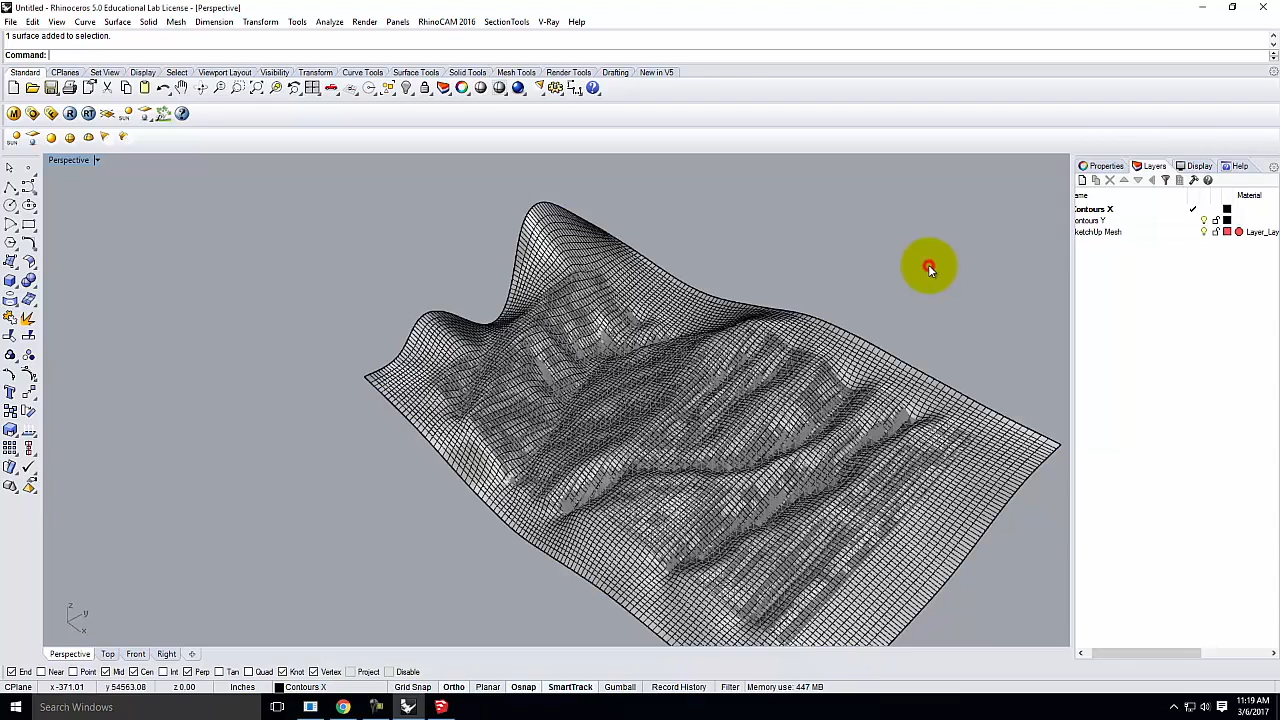 Untitled - Rhinoceros 5.0 Educational Lab License - [Perspective]
File Edit View Curve Surface Solid Mesh Dimension Transform Tools Analyze Render Panels RhinoCAM 2016 SectionTools V-Ray Help
1 surface added to selection.
Command:
Standard CPlanes Set View Display Select Viewport Layout Visibility Transform Curve Tools Surface Tools Solid Tools Mesh Tools Render Tools Drafting New in V5
M R RT SUN
SUN
Perspective
Properties Layers Display Help
ame Material
ontours X
ontours Y
ketchUp Mesh Layer_Lay
z
y
x
Perspective Top Front Right
End Near Point Mid Cen Int Perp Tan Quad Knot Vertex Project Disable
CPlane x -371.01 y 54563.08 z 0.00 Inches Contours X Grid Snap Ortho Planar Osnap SmartTrack Gumball Record History Filter Memory use: 447 MB
Search Windows
11:19 AM
3/6/2017